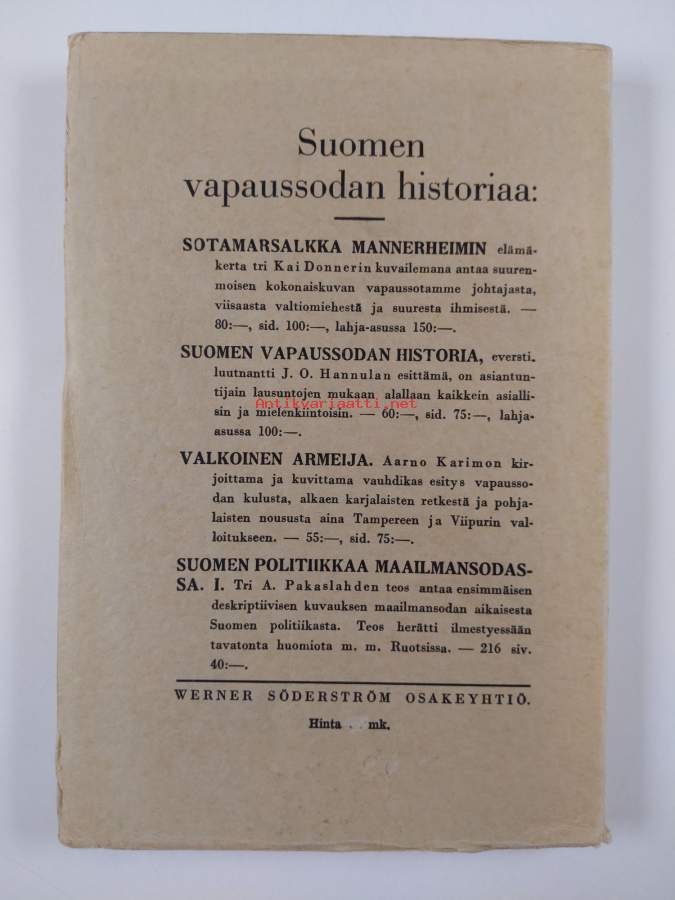 Suomen
vapaussodan historiaa:
SOTAMARSALKKA MANNERHEIMIN elämä-
kerta tri Kai Donnerin kuvailemana antaa suuren-
moisen kokonaiskuvan vapaussotamme johtajasta,
viisaasta valtiomiehestä ja suuresta ihmisestä. —
80:—, sid. 100:—, lahja-asussa 150:—.
SUOMEN VAPAUSSODAN HISTORIA, eversti-
luutnantti J. O. Hannulan esittämä, on asiantun-
tijain lausuntojen mukaan alallaan kaikkein asialli-
Antikvariaatti.net
sin ja mielenkiintoisin. — 60:—, sid. 75:—, lahja-
asussa 100:—.
VALKOINEN ARMEIJA. Aarno Karimon kir-
joittama ja kuvittama vauhdikas esitys vapausso-
dan kulusta, alkaen karjalaisten retkestä ja pohja-
laisten noususta aina Tampereen ja Viipurin val-
loitukseen. — 55:—, sid. 75:—.
SUOMEN POLITIIKKAA MAAILMANSODAS-
SA. I. Tri A. Pakaslahden teos antaa ensimmäisen
deskriptiivisen kuvauksen maailmansodan aikaisesta
Suomen politiikasta. Teos herätti ilmestyessään
tavatonta huomiota m. m. Ruotsissa. — 216 siv.
40:—.
WERNER SÖDERSTRÖM OSAKEYHTIÖ.
Hinta mk.